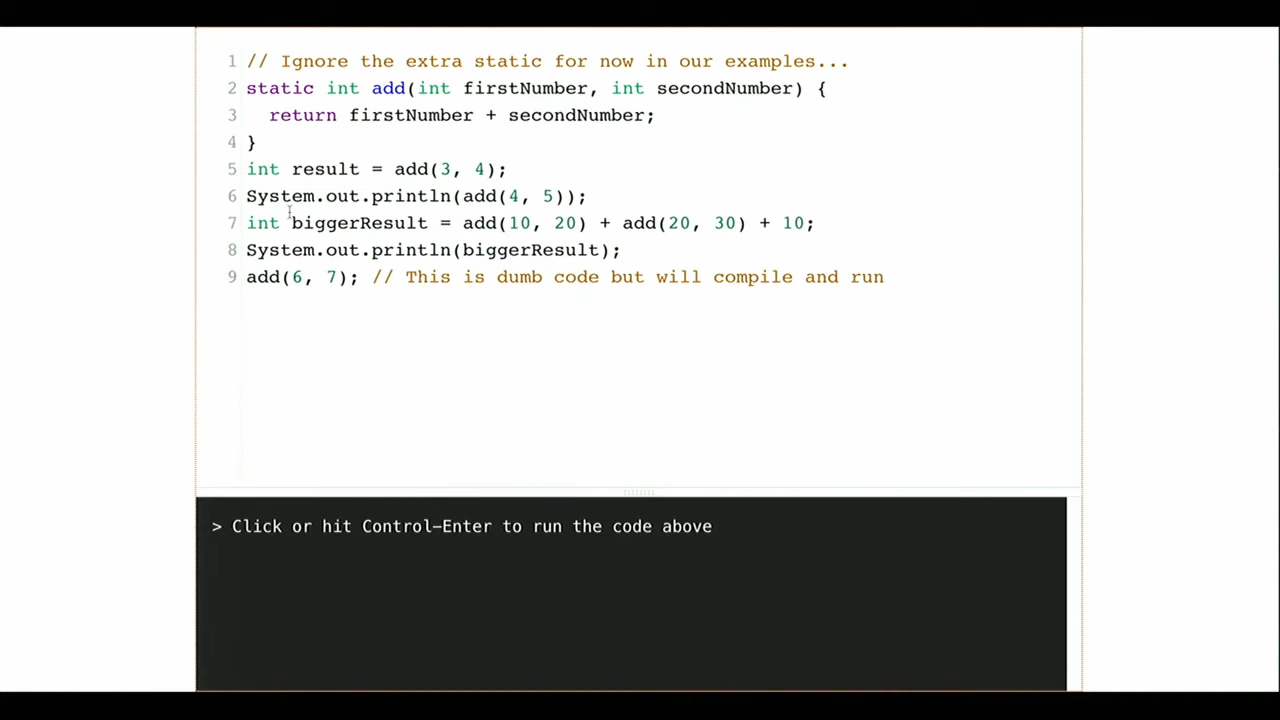 1 // Ignore the extra static for now in our examples...
2 static int add(int firstNumber, int secondNumber) {
3 return firstNumber + secondNumber;
4 }
5 int result = add(3, 4);
6 System.out.println(add(4, 5));
7 int biggerResult = add(10, 20) + add(20, 30) + 10;
8 System.out.println(biggerResult);
9 add(6, 7); // This is dumb code but will compile and run
> Click or hit Control-Enter to run the code above